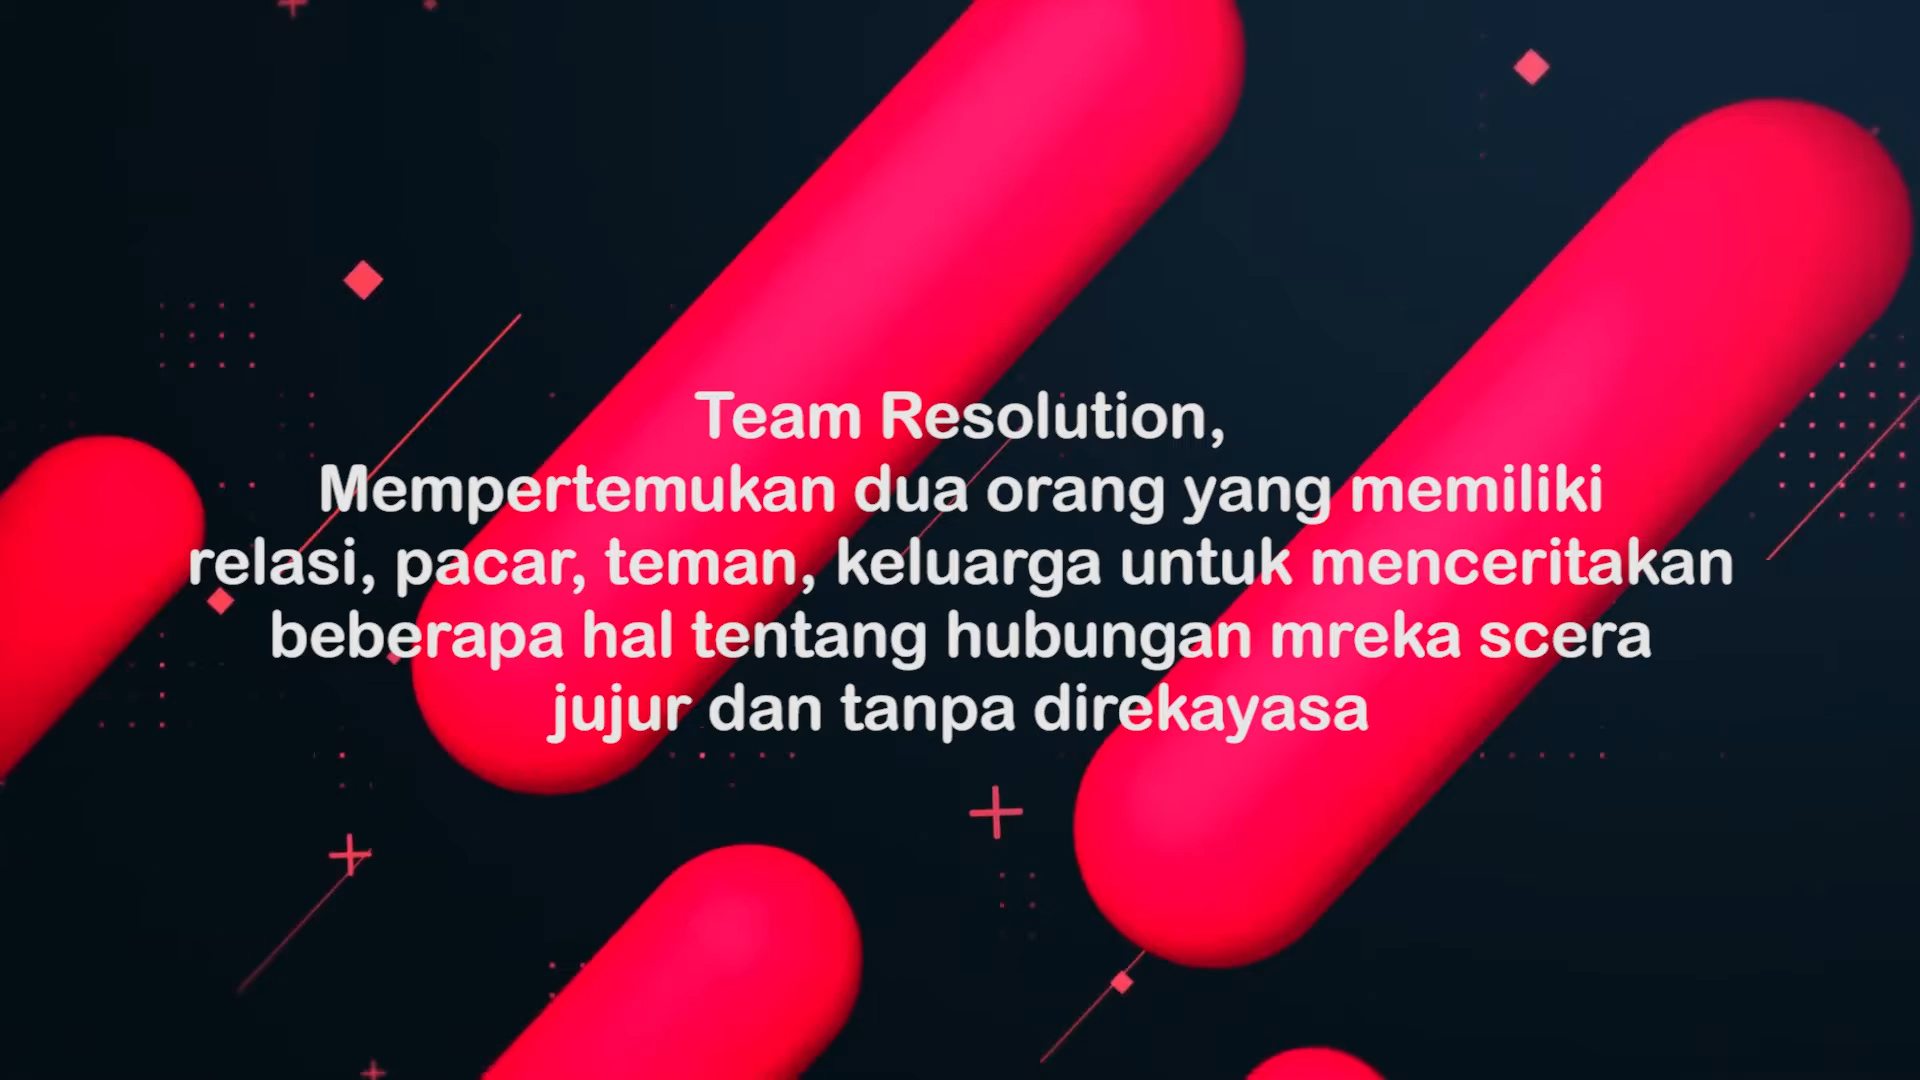 Team Resolution,
Mempertemukan dua orang yang memiliki
relasi, pacar, teman, keluarga untuk menceritakan
beberapa hal tentang hubungan mreka scera
jujur dan tanpa direkayasa